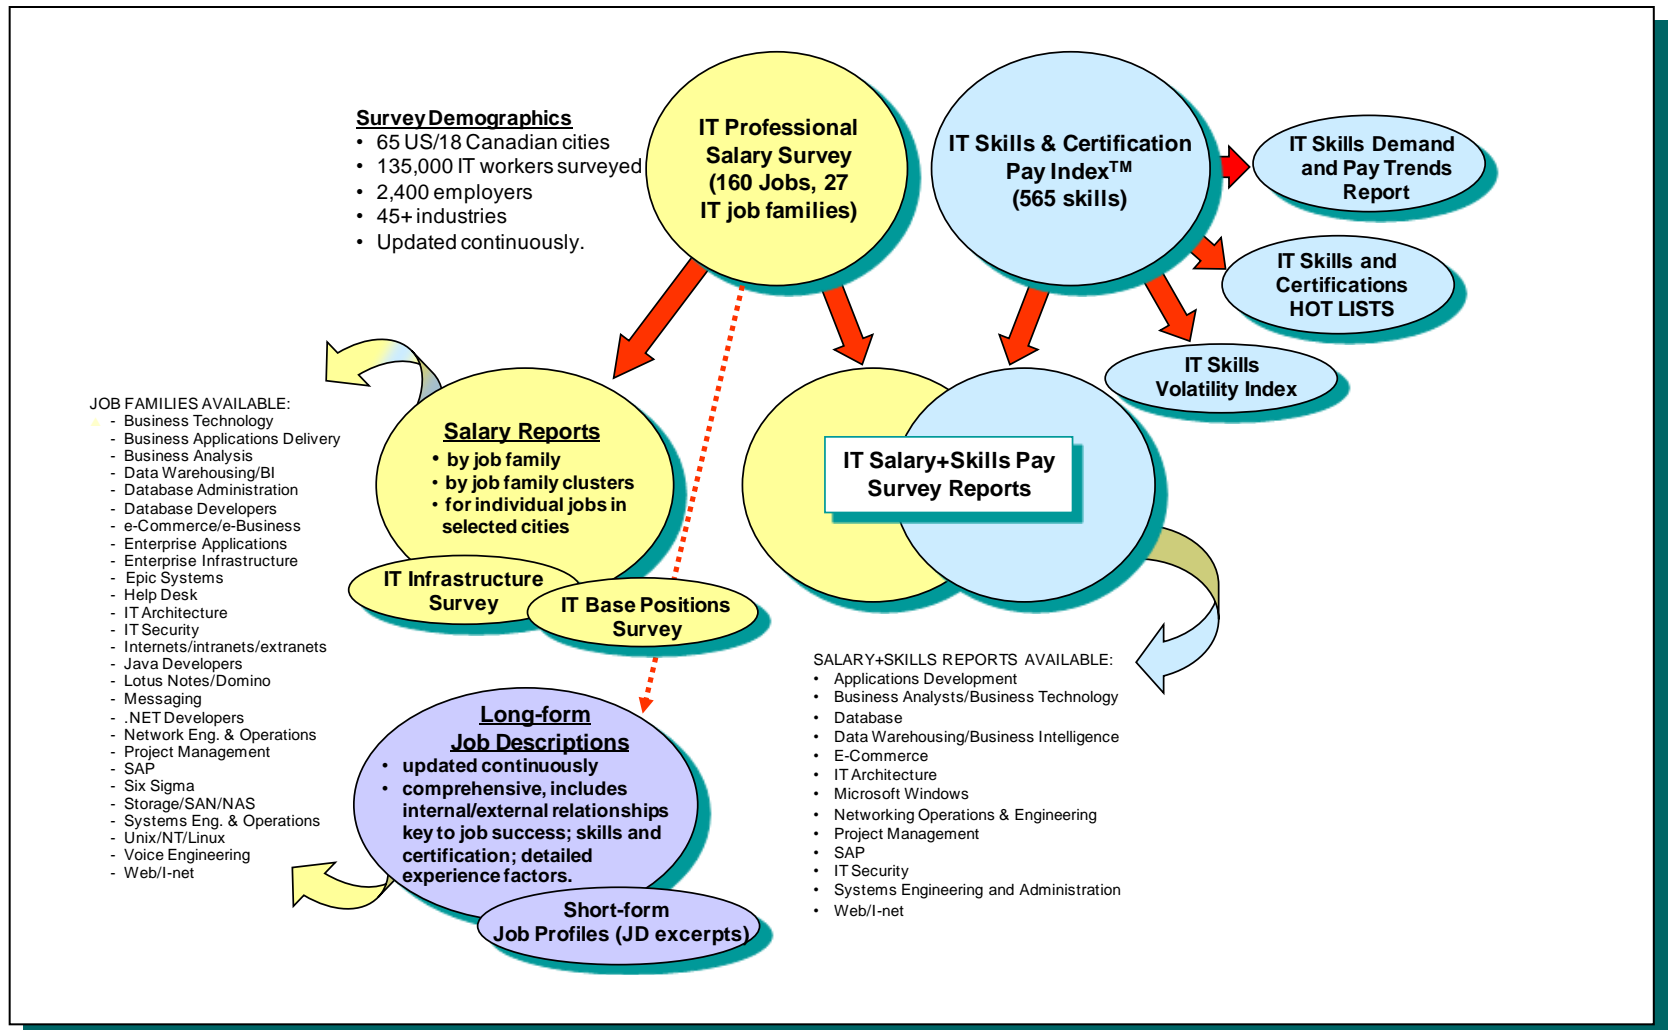 Survey Demographics
• 65 US/18 Canadian cities
• 135,000 IT workers surveyed
• 2,400 employers
• 45+ industries
• Updated continuously.
IT Professional
Salary Survey
(160 Jobs, 27
IT job families)
IT Skills & Certification
Pay Index™
(565 skills)
IT Skills Demand
and Pay Trends
Report
IT Skills and
Certifications
HOT LISTS
IT Skills
Volatility Index
JOB FAMILIES AVAILABLE:
- Business Technology
- Business Applications Delivery
- Business Analysis
- Data Warehousing/BI
- Database Administration
- Database Developers
- e-Commerce/e-Business
- Enterprise Applications
- Enterprise Infrastructure
- Epic Systems
- Help Desk
- IT Architecture
- IT Security
- Internets/intranets/extranets
- Java Developers
- Lotus Notes/Domino
- Messaging
- .NET Developers
- Network Eng. & Operations
- Project Management
- SAP
- Six Sigma
- Storage/SAN/NAS
- Systems Eng. & Operations
- Unix/NT/Linux
- Voice Engineering
- Web/I-net
Salary Reports
• by job family
• by job family clusters
• for individual jobs in
selected cities
IT Infrastructure
Survey
IT Base Positions
Survey
IT Salary+Skills Pay
Survey Reports
Long-form
Job Descriptions
• updated continuously
• comprehensive, includes
internal/external relationships
key to job success; skills and
certification; detailed
experience factors.
Short-form
Job Profiles (JD excerpts)
SALARY+SKILLS REPORTS AVAILABLE:
• Applications Development
• Business Analysts/Business Technology
• Database
• Data Warehousing/Business Intelligence
• E-Commerce
• IT Architecture
• Microsoft Windows
• Networking Operations & Engineering
• Project Management
• SAP
• IT Security
• Systems Engineering and Administration
• Web/I-net